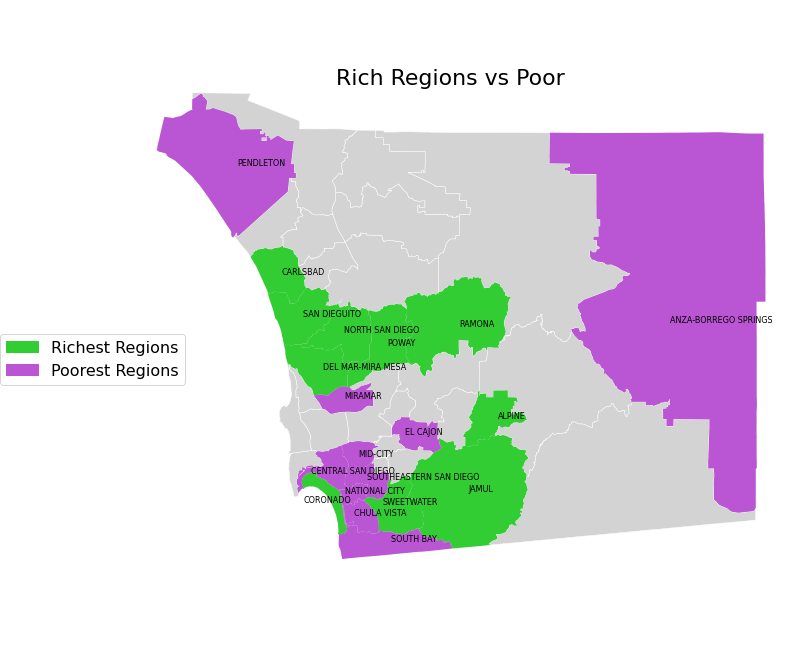 Rich Regions vs Poor
PENDLETON
CARLSBAD
SAN DIEGUITO
ANZA-BORREGO SPRINGS
RAMONA
NORTH SAN DIEGO
POWAY
Richest Regions
Poorest Regions
DEL MAR-MIRA MESA
MIRAMAR
ALPINE
EL CAJON
MID-CITY
CENTRAL SAN DIEGO
SOUTHEASTERN SAN DIEGO
NATIONAL CITY
JAMUL
CORONADO
SWEETWATER
CHULA VISTA
SOUTH BAY